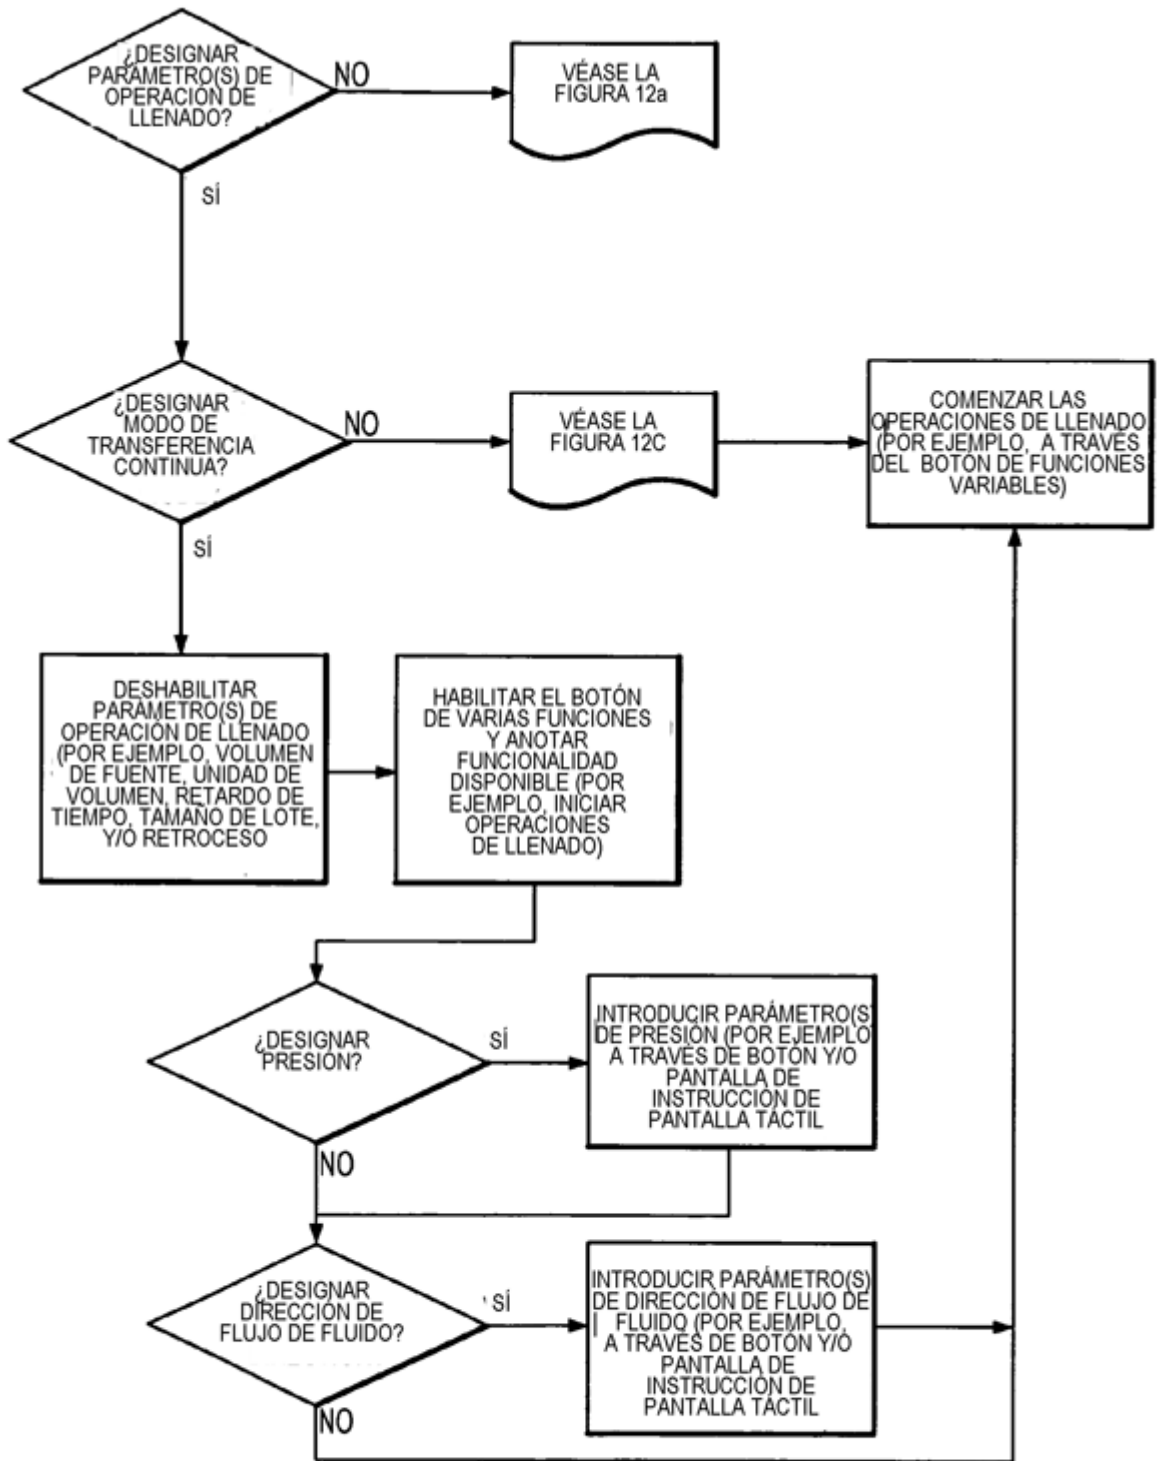 ¿DESIGNAR
PARÁMETRO(S) DE
OPERACIÓN DE
LLENADO?
NO
VÉASE LA
FIGURA 12a
SÍ
¿DESIGNAR
MODO DE
TRANSFERENCIA
CONTINUA?
NO
VÉASE LA
FIGURA 12C
COMENZAR LAS
OPERACIONES DE LLENADO
(POR EJEMPLO, A TRAVÉS
DEL BOTÓN DE FUNCIONES
VARIABLES)
SÍ
DESHABILITAR
PARÁMETRO(S) DE
OPERACIÓN DE LLENADO
(POR EJEMPLO, VOLUMEN
DE FUENTE, UNIDAD DE
VOLUMEN, RETARDO DE
TIEMPO, TAMAÑO DE LOTE,
Y/O RETROCESO
HABILITAR EL BOTÓN
DE VARIAS FUNCIONES
Y ANOTAR
FUNCIONALIDAD
DISPONIBLE (POR
EJEMPLO, INICIAR
OPERACIONES
DE LLENADO)
¿DESIGNAR
PRESIÓN?
SÍ
INTRODUCIR PARÁMETRO(S)
DE PRESIÓN (POR EJEMPLO
A TRAVÉS DE BOTÓN Y/O
PANTALLA DE
INSTRUCCIÓN DE
PANTALLA TÁCTIL
NO
¿DESIGNAR
DIRECCIÓN DE
FLUJO DE FLUIDO?
SÍ
INTRODUCIR PARÁMETRO(S)
DE DIRECCIÓN DE FLUJO DE
FLUIDO (POR EJEMPLO,
A TRAVÉS DE BOTÓN Y/O
PANTALLA DE
INSTRUCCIÓN DE
PANTALLA TÁCTIL
NO